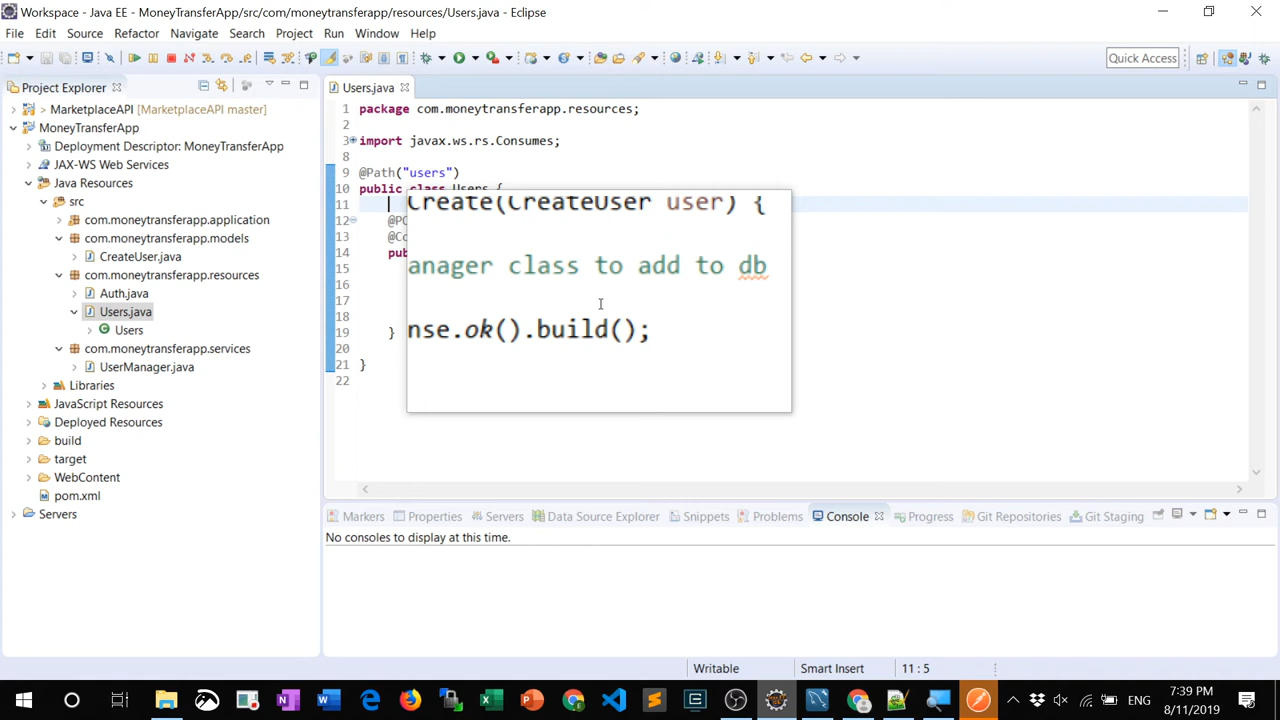 Workspace - Java EE - MoneyTransferApp/src/com/moneytransferapp/resources/Users.java - Eclipse
File Edit Source Refactor Navigate Search Project Run Window Help
Quick Access
Project Explorer
Users.java
> MarketplaceAPI [MarketplaceAPI master]
MoneyTransferApp
Deployment Descriptor: MoneyTransferApp
JAX-WS Web Services
Java Resources
src
com.moneytransferapp.application
com.moneytransferapp.models
CreateUser.java
com.moneytransferapp.resources
Auth.java
Users.java
Users
com.moneytransferapp.services
UserManager.java
Libraries
JavaScript Resources
Deployed Resources
build
target
WebContent
pom.xml
Servers
1 package com.moneytransferapp.resources;
2
3 import javax.ws.rs.Consumes;
8
9 @Path("users")
10 public class Users {
11
12 @PO
13 @Co
14 pub
15
16
17
18
19 }
20
21 }
22
Create(CreateUser user) {
anager class to add to db
nse.ok().build();
Markers Properties Servers Data Source Explorer Snippets Problems Console Progress Git Repositories Git Staging
No consoles to display at this time.
Writable Smart Insert 11 : 5
ENG
7:39 PM
8/11/2019